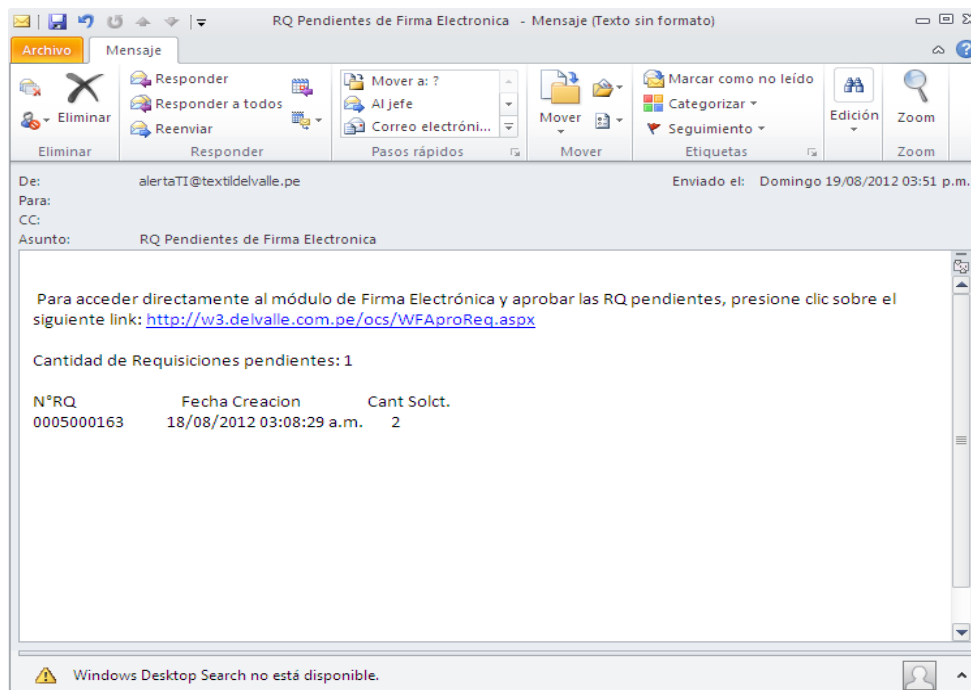 RQ Pendientes de Firma Electronica - Mensaje (Texto sin formato)
Archivo Mensaje
Eliminar
Responder
Responder a todos
Reenviar
Mover a: ?
Al jefe
Correo electróni...
Mover
Marcar como no leído
Categorizar
Seguimiento
Edición
Zoom
Eliminar Responder Pasos rápidos Mover Etiquetas Zoom
De: alertaTI@textildelvalle.pe Enviado el: Domingo 19/08/2012 03:51 p.m.
Para:
CC:
Asunto: RQ Pendientes de Firma Electronica
Para acceder directamente al módulo de Firma Electrónica y aprobar las RQ pendientes, presione clic sobre el
siguiente link: http://w3.delvalle.com.pe/ocs/WFAproReq.aspx
Cantidad de Requisiciones pendientes: 1
N°RQ Fecha Creacion Cant Solct.
0005000163 18/08/2012 03:08:29 a.m. 2
Windows Desktop Search no está disponible.